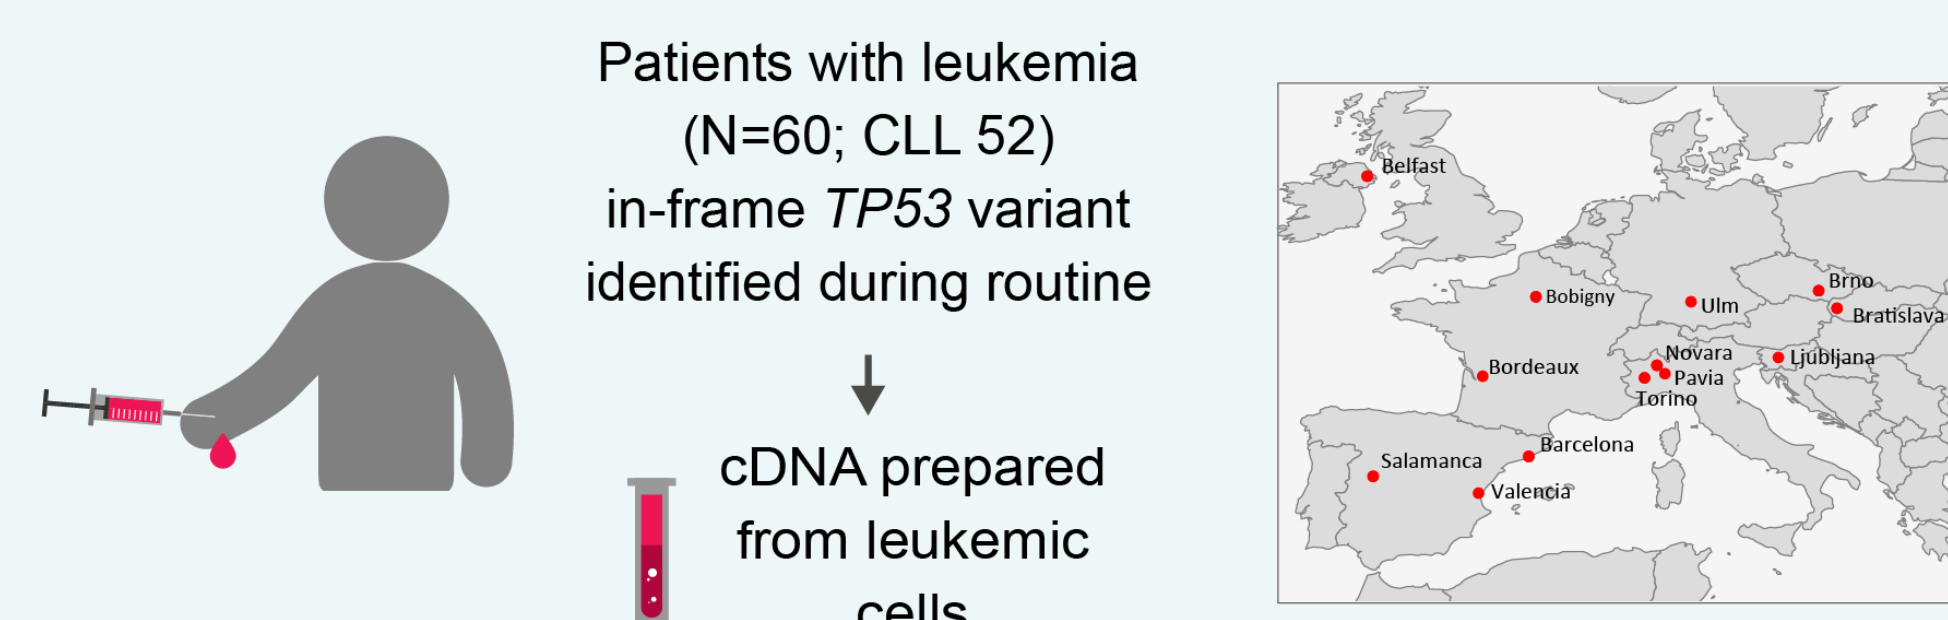 Patients with leukemia
(N=60; CLL 52)
in-frame TP53 variant
identified during routine
cDNA prepared
from leukemic
cells
Belfast
Brno
Bobigny
Ulm
Bratislava
Novara
Ljubljana
Bordeaux
Pavia
Torino
Barcelona
Salamanca
Valencia